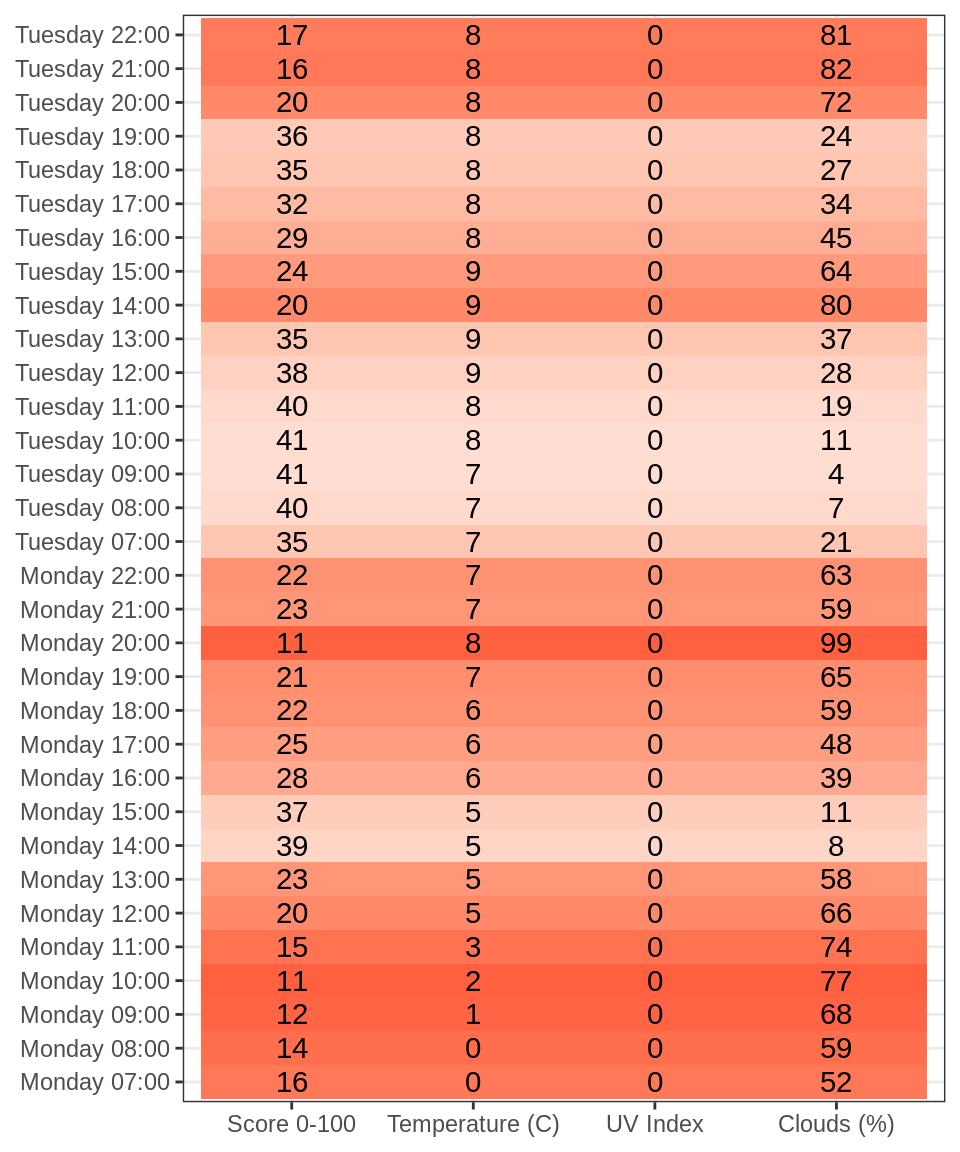 Tuesday 22:00 17 8 0 81
Tuesday 21:00 16 8 0 82
Tuesday 20:00 20 8 0 72
Tuesday 19:00 36 8 0 24
Tuesday 18:00 35 8 0 27
Tuesday 17:00 32 8 0 34
Tuesday 16:00 29 8 0 45
Tuesday 15:00 24 9 0 64
Tuesday 14:00 20 9 0 80
Tuesday 13:00 35 9 0 37
Tuesday 12:00 38 9 0 28
Tuesday 11:00 40 8 0 19
Tuesday 10:00 41 8 0 11
Tuesday 09:00 41 7 0 4
Tuesday 08:00 40 7 0 7
Tuesday 07:00 35 7 0 21
Monday 22:00 22 7 0 63
Monday 21:00 23 7 0 59
Monday 20:00 11 8 0 99
Monday 19:00 21 7 0 65
Monday 18:00 22 6 0 59
Monday 17:00 25 6 0 48
Monday 16:00 28 6 0 39
Monday 15:00 37 5 0 11
Monday 14:00 39 5 0 8
Monday 13:00 23 5 0 58
Monday 12:00 20 5 0 66
Monday 11:00 15 3 0 74
Monday 10:00 11 2 0 77
Monday 09:00 12 1 0 68
Monday 08:00 14 0 0 59
Monday 07:00 16 0 0 52
Score 0-100 Temperature (C) UV Index Clouds (%)